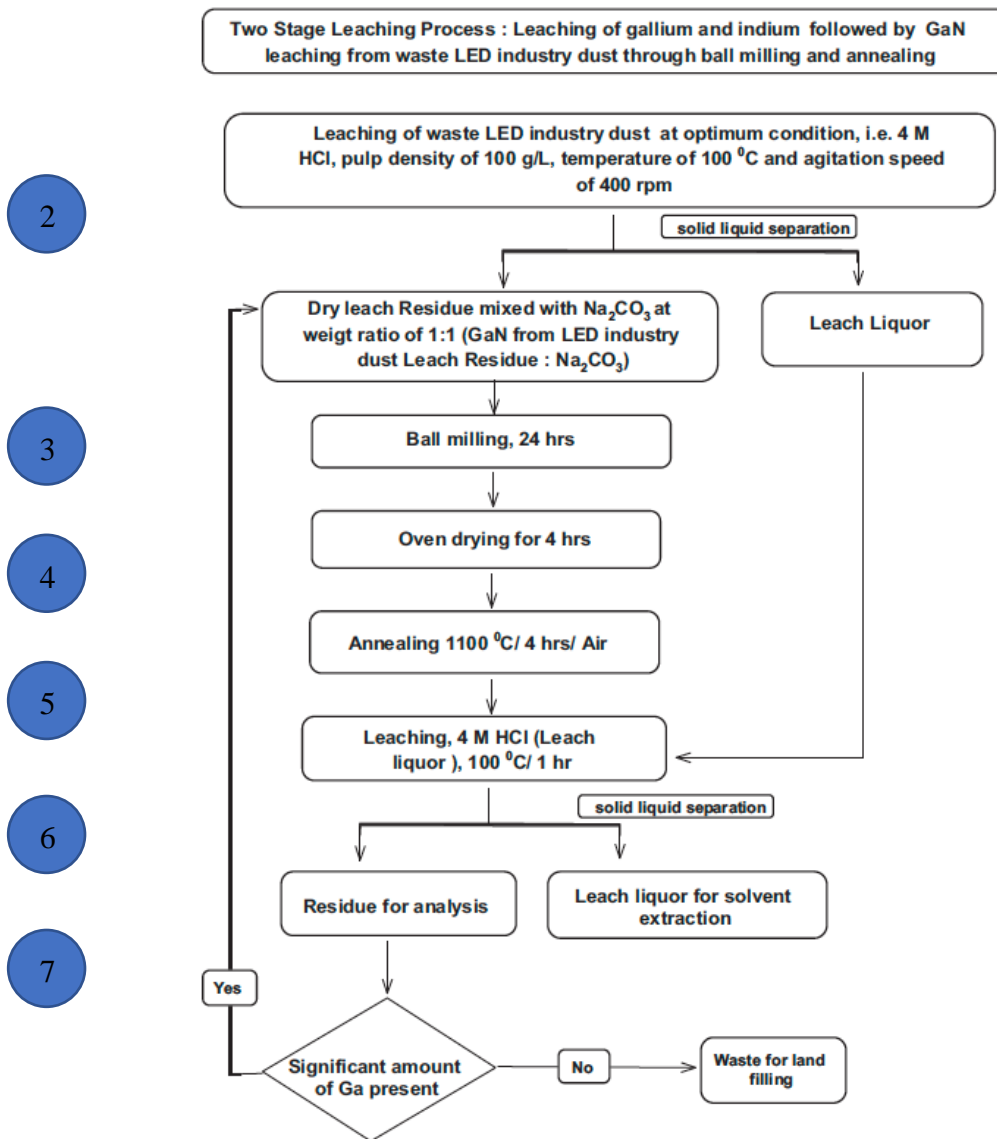 Two Stage Leaching Process : Leaching of gallium and indium followed by GaN
leaching from waste LED industry dust through ball milling and annealing
Leaching of waste LED industry dust at optimum condition, i.e. 4 M
HCl, pulp density of 100 g/L, temperature of 100 ⁰C and agitation speed
of 400 rpm
2
solid liquid separation
Dry leach Residue mixed with Na₂CO₃ at
weigt ratio of 1:1 (GaN from LED industry
dust Leach Residue : Na₂CO₃)
Leach Liquor
3
Ball milling, 24 hrs
4
Oven drying for 4 hrs
Annealing 1100 ⁰C/ 4 hrs/ Air
5
Leaching, 4 M HCl (Leach
liquor ), 100 ⁰C/ 1 hr
solid liquid separation
6
Residue for analysis
Leach liquor for solvent
extraction
7
Yes
Significant amount
of Ga present
No
Waste for land
filling